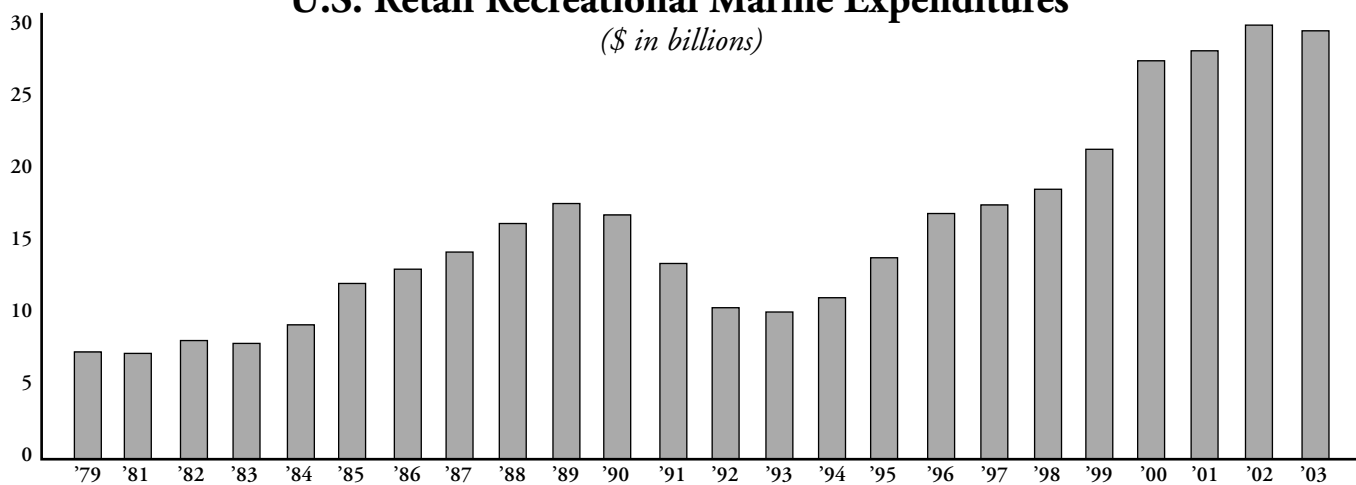 U.S. Retail Recreational Marine Expenditures
($ in billions)
30
25
20
15
10
5
0
’79 ’81 ’82 ’83 ’84 ’85 ’86 ’87 ’88 ’89 ’90 ’91 ’92 ’93 ’94 ’95 ’96 ’97 ’98 ’99 ’00 ’01 ’02 ’03